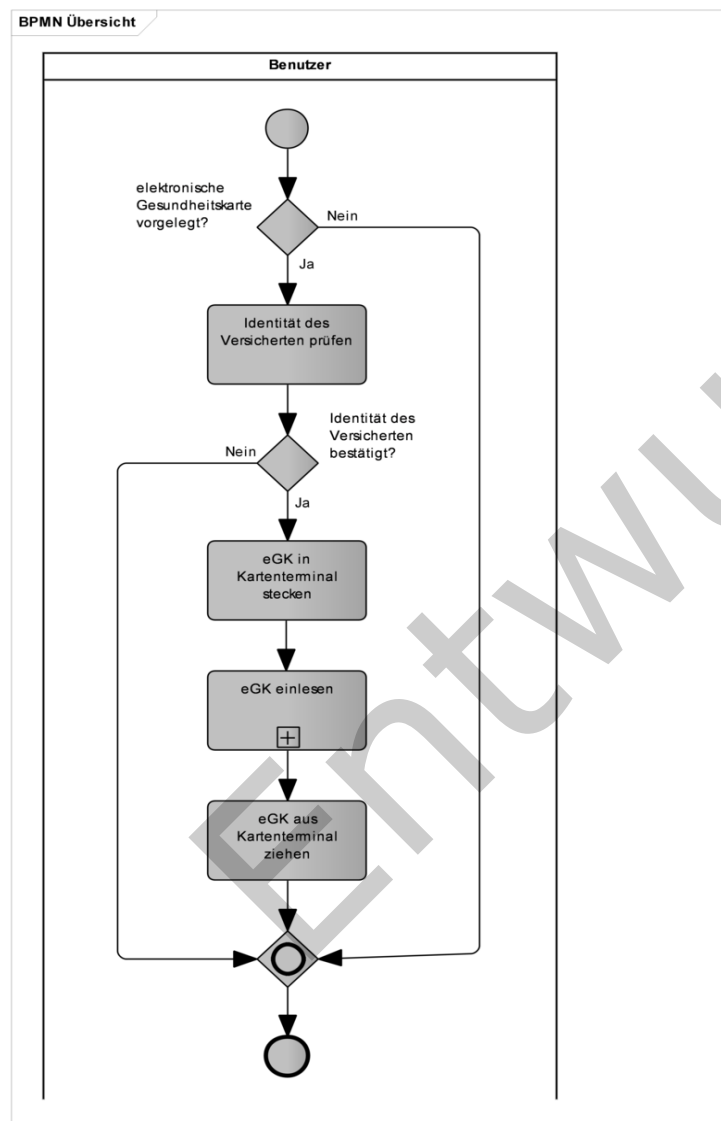 BPMN Übersicht
Benutzer
elektronische
Gesundheitskarte
vorgelegt?
Nein
Ja
Identität des
Versicherten prüfen
Identität des
Versicherten
bestätigt?
Nein
Ja
eGK in
Kartenterminal
stecken
eGK einlesen
eGK aus
Kartenterminal
ziehen
Entwu